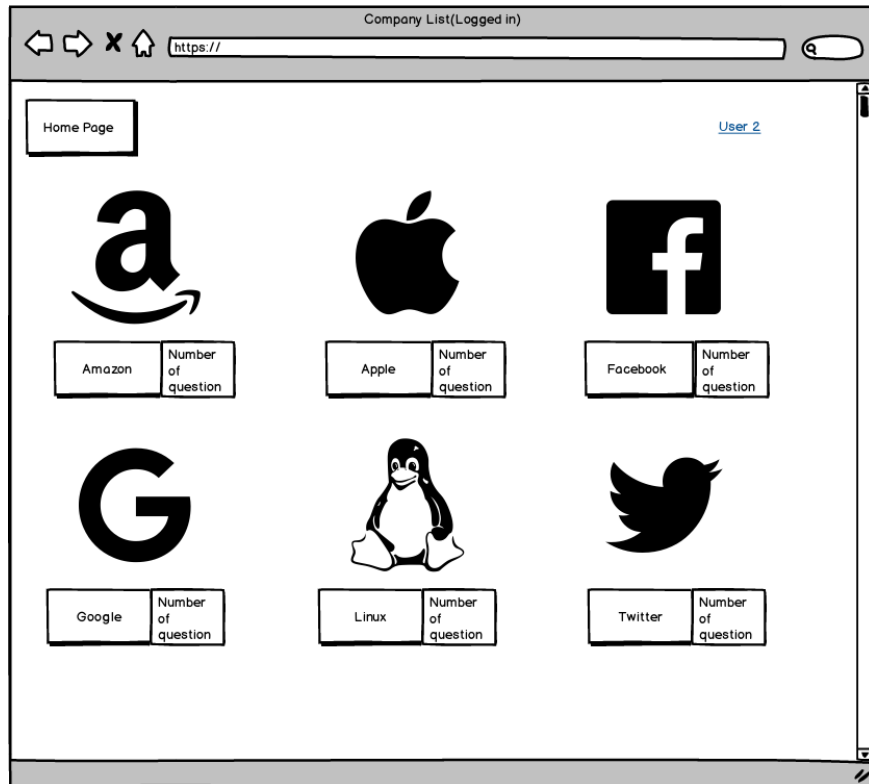 Company List(Logged in)
https://
Home Page
User 2
Amazon
Number
of
question
Apple
Number
of
question
Facebook
Number
of
question
Google
Number
of
question
Linux
Number
of
question
Twitter
Number
of
question